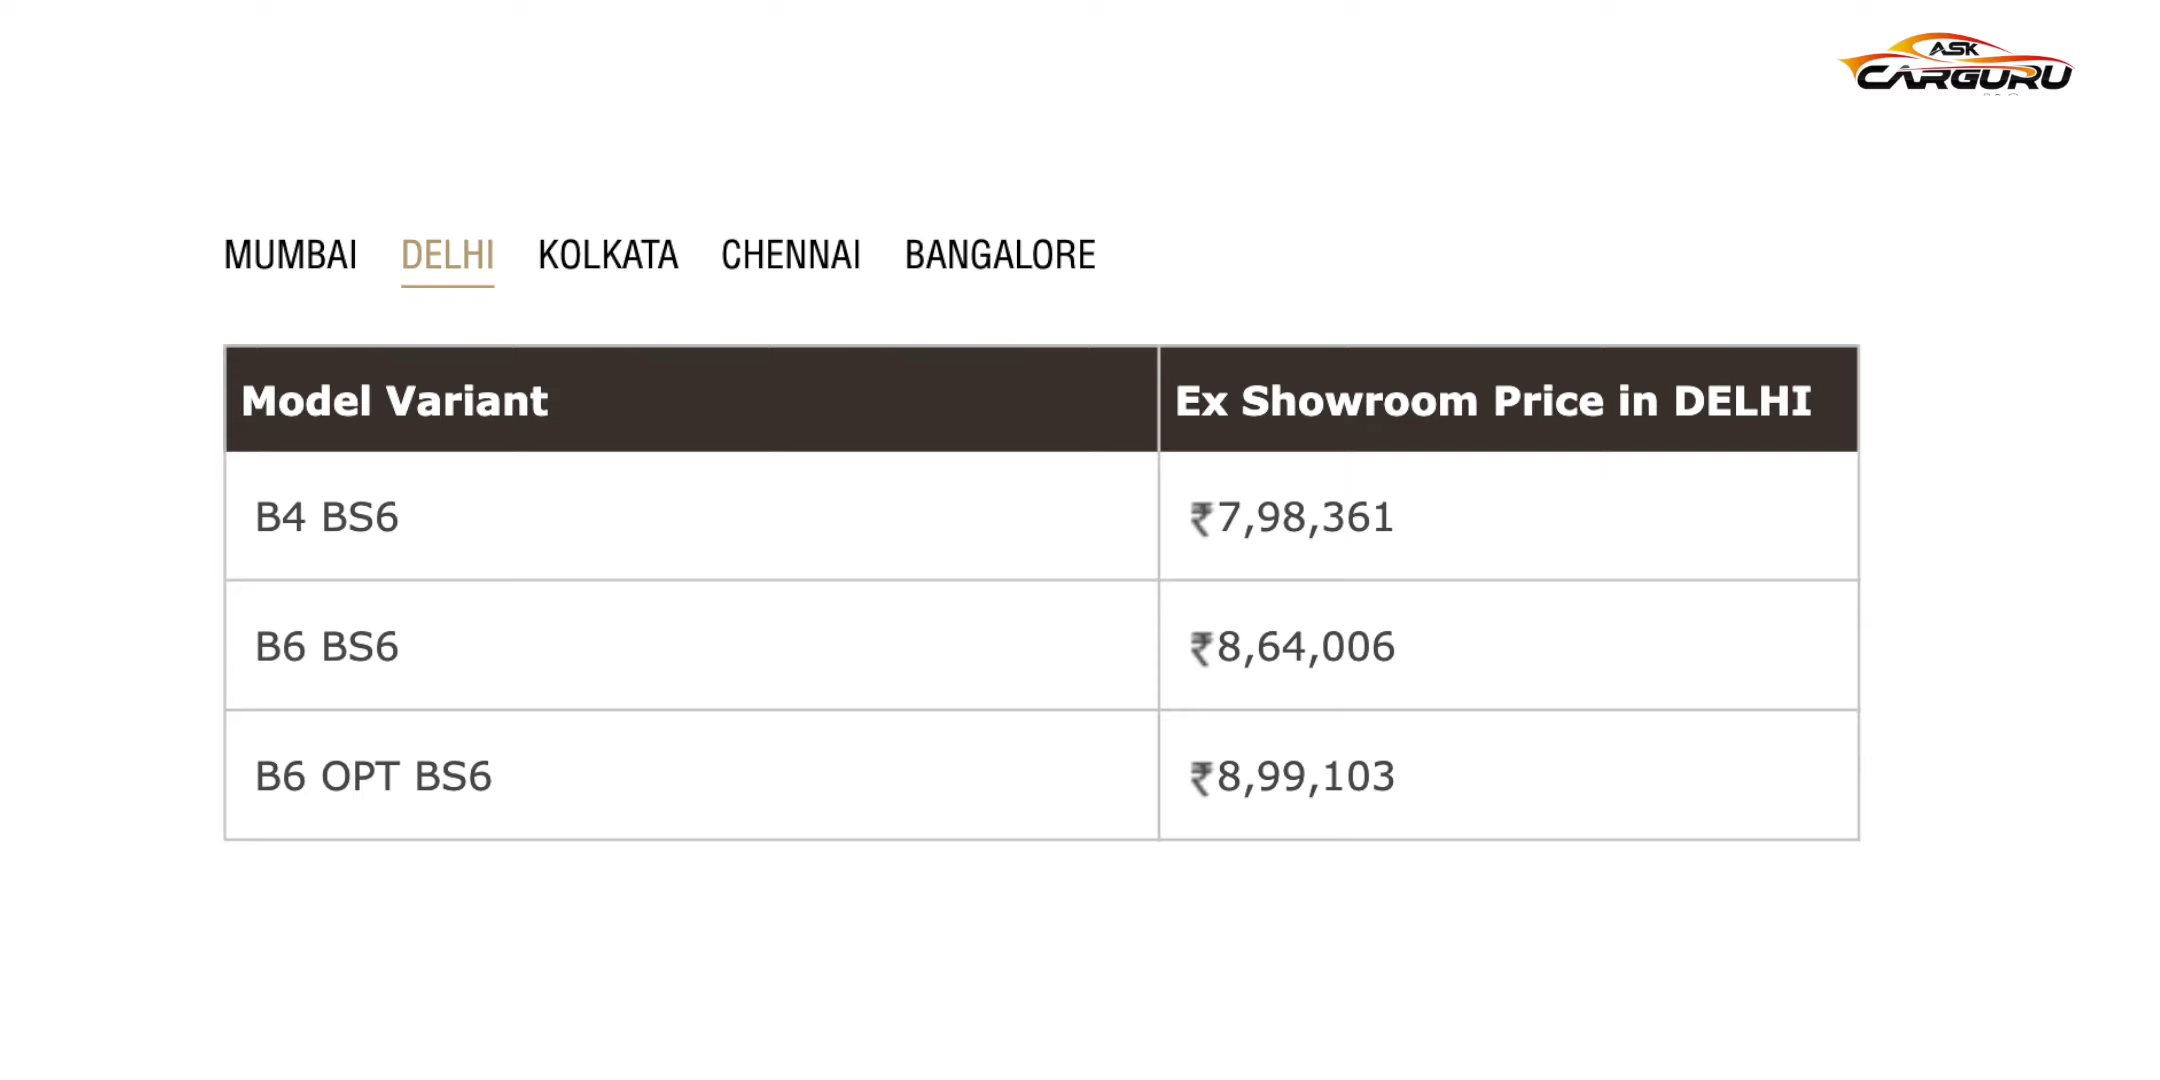 ASK
CARGURU
MUMBAI DELHI KOLKATA CHENNAI BANGALORE
Model Variant Ex Showroom Price in DELHI
B4 BS6 ₹7,98,361
B6 BS6 ₹8,64,006
B6 OPT BS6 ₹8,99,103